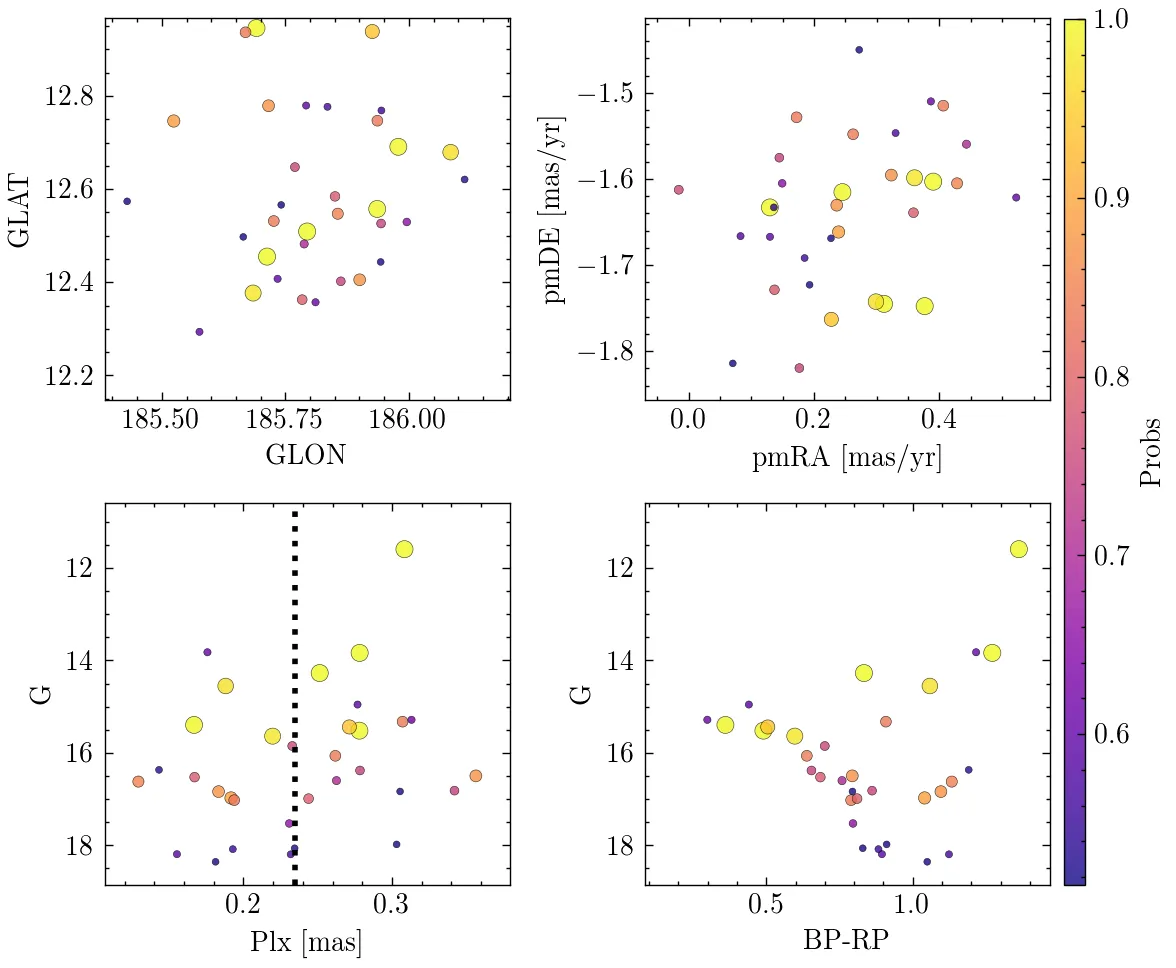 12.8
12.6
12.4
12.2
GLAT
185.50 185.75 186.00
GLON
−1.5
−1.6
−1.7
−1.8
pmDE [mas/yr]
0.0 0.2 0.4
pmRA [mas/yr]
12
14
16
18
G
0.2 0.3
Plx [mas]
12
14
16
18
G
0.5 1.0
BP-RP
1.0
0.9
0.8
0.7
0.6
Probs